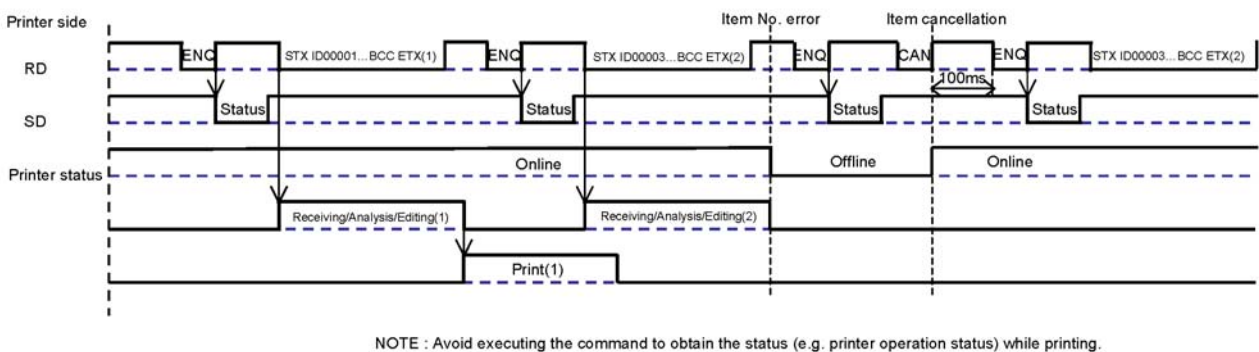 Printer side Item No. error Item cancellation
RD ENQ STX ID00001...BCC ETX(1) ENQ STX ID00003...BCC ETX(2) ENQ CAN ENQ STX ID00003...BCC ETX(2)
100ms
SD Status Status Status Status
Printer status Online Offline Online
Receiving/Analysis/Editing(1) Receiving/Analysis/Editing(2)
Print(1)
NOTE : Avoid executing the command to obtain the status (e.g. printer operation status) while printing.